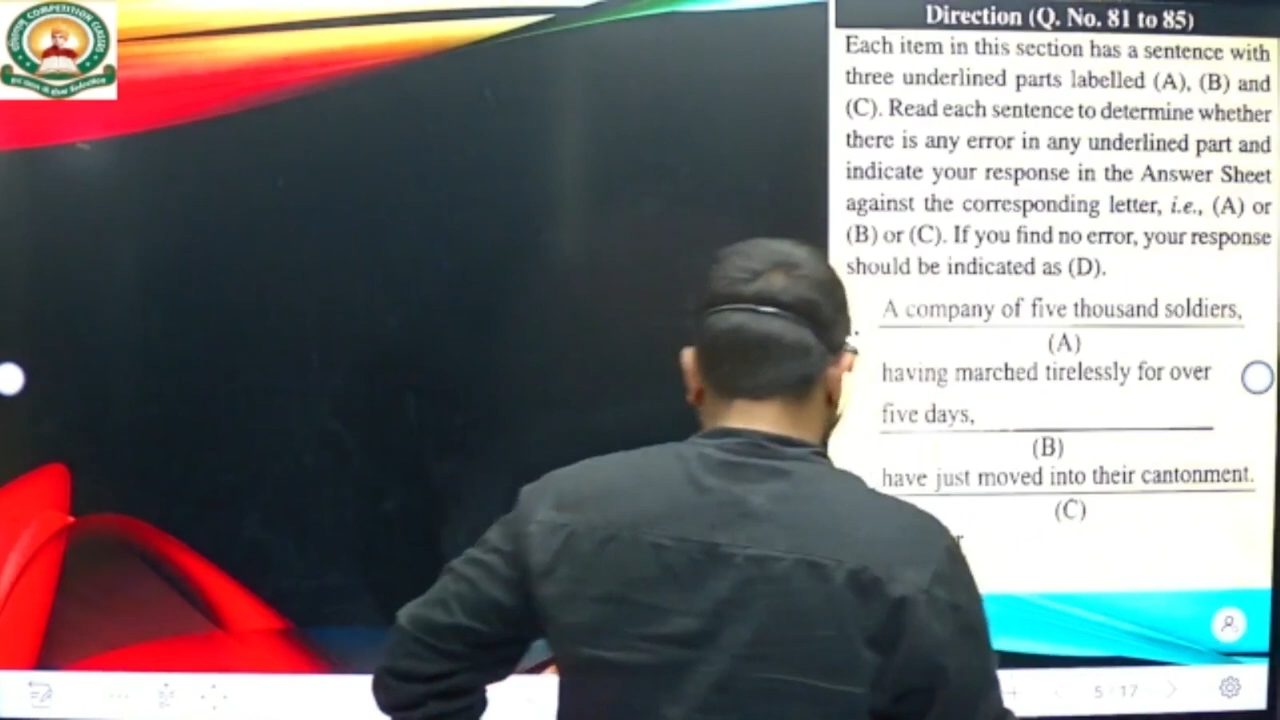 COMPETITION CLASSES
Direction (Q. No. 81 to 85)
Each item in this section has a sentence with
three underlined parts labelled (A), (B) and
(C). Read each sentence to determine whether
there is any error in any underlined part and
indicate your response in the Answer Sheet
against the corresponding letter, i.e., (A) or
(B) or (C). If you find no error, your response
should be indicated as (D).
A company of five thousand soldiers,
(A)
having marched tirelessly for over
five days,
(B)
have just moved into their cantonment.
(C)
5 / 17